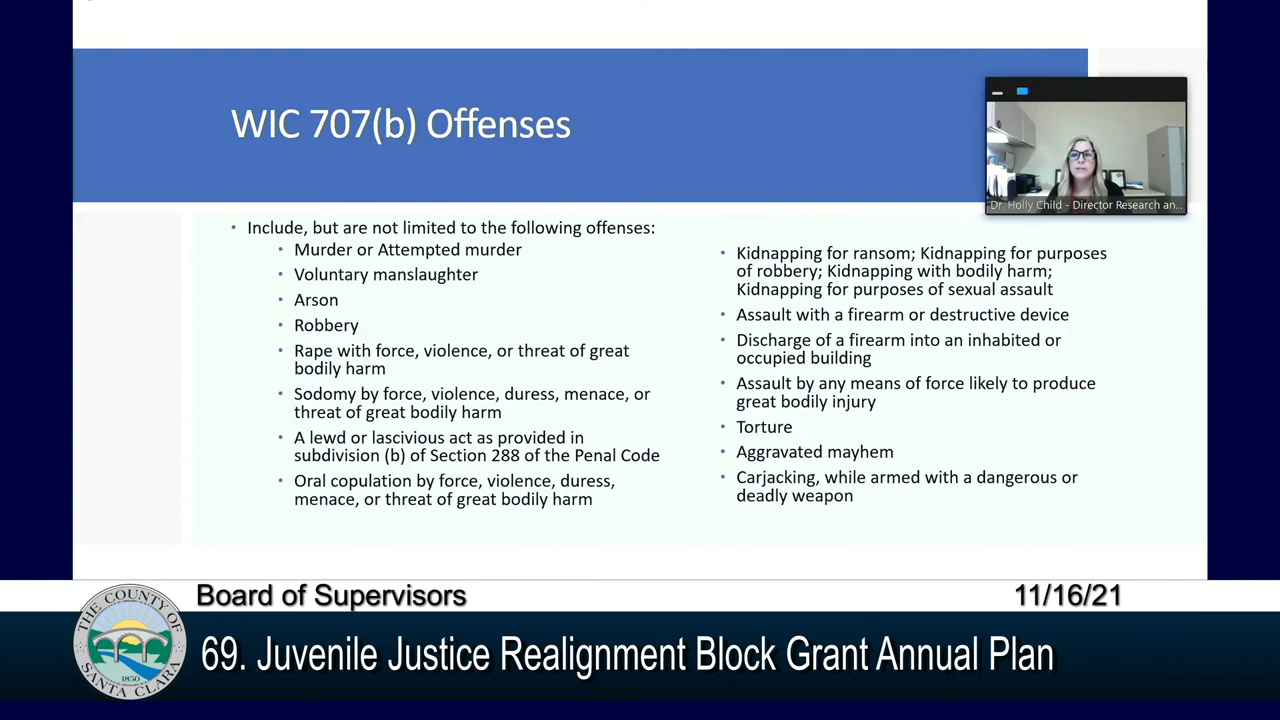 WIC 707(b) Offenses
Dr. Holly Child - Director Research an...
• Include, but are not limited to the following offenses:
• Murder or Attempted murder
• Voluntary manslaughter
• Arson
• Robbery
• Rape with force, violence, or threat of great
bodily harm
• Sodomy by force, violence, duress, menace, or
threat of great bodily harm
• A lewd or lascivious act as provided in
subdivision (b) of Section 288 of the Penal Code
• Oral copulation by force, violence, duress,
menace, or threat of great bodily harm
• Kidnapping for ransom; Kidnapping for purposes
of robbery; Kidnapping with bodily harm;
Kidnapping for purposes of sexual assault
• Assault with a firearm or destructive device
• Discharge of a firearm into an inhabited or
occupied building
• Assault by any means of force likely to produce
great bodily injury
• Torture
• Aggravated mayhem
• Carjacking, while armed with a dangerous or
deadly weapon
Board of Supervisors
11/16/21
THE COUNTY OF
SANTA CLARA
1850
69. Juvenile Justice Realignment Block Grant Annual Plan